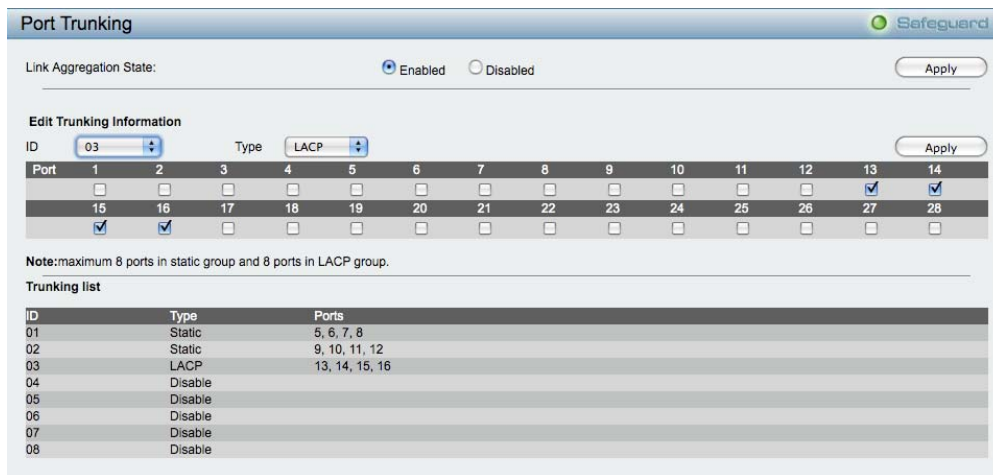 Port Trunking Safeguard
Link Aggregation State: Enabled Disabled Apply
Edit Trunking Information
ID 03 Type LACP Apply
Port 1 2 3 4 5 6 7 8 9 10 11 12 13 14
15 16 17 18 19 20 21 22 23 24 25 26 27 28
Note:maximum 8 ports in static group and 8 ports in LACP group.
Trunking list
ID Type Ports
01 Static 5, 6, 7, 8
02 Static 9, 10, 11, 12
03 LACP 13, 14, 15, 16
04 Disable
05 Disable
06 Disable
07 Disable
08 Disable